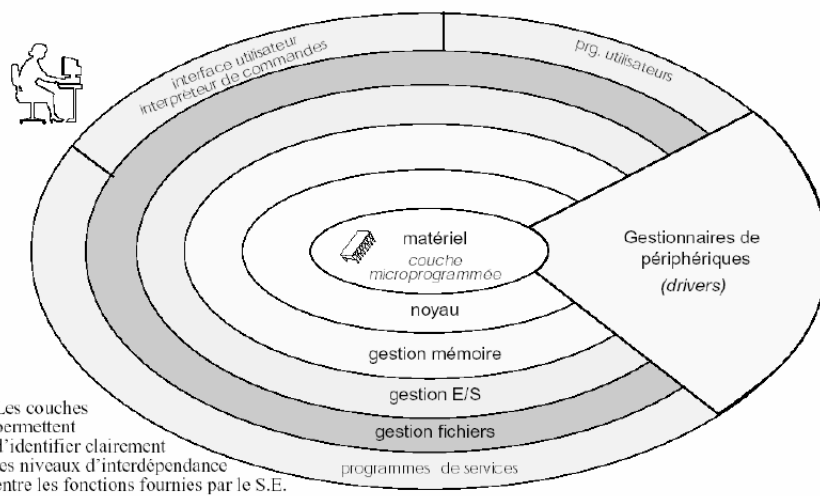 interface utilisateur
interpréteur de commandes
prg. utilisateurs
matériel
couche
microprogrammée
Gestionnaires de
périphériques
(drivers)
noyau
gestion mémoire
gestion E/S
gestion fichiers
programmes de services
Les couches
permettent
d'identifier clairement
les niveaux d'interdépendance
entre les fonctions fournies par le S.E.